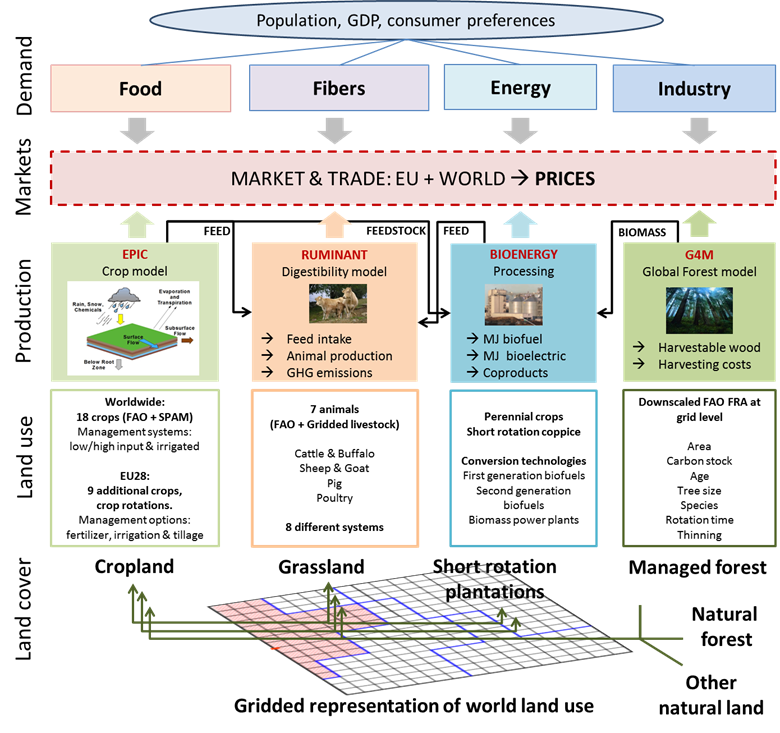 Population, GDP, consumer preferences
Demand
Food
Fibers
Energy
Industry
Markets
MARKET & TRADE: EU + WORLD → PRICES
FEED
FEEDSTOCK
FEED
BIOMASS
Production
EPIC
Crop model
Rain, Snow,
Chemicals
Evaporation
and
Transpiration
Subsurface
Flow
Surface
Flow
Below Root
Zone
RUMINANT
Digestibility model
→ Feed intake
→ Animal production
→ GHG emissions
BIOENERGY
Processing
→ MJ biofuel
→ MJ bioelectric
→ Coproducts
G4M
Global Forest model
→ Harvestable wood
→ Harvesting costs
Land use
Worldwide:
18 crops (FAO + SPAM)
Management systems:
low/high input & irrigated
EU28:
9 additional crops,
crop rotations.
Management options:
fertilizer, irrigation & tillage
7 animals
(FAO + Gridded livestock)
Cattle & Buffalo
Sheep & Goat
Pig
Poultry
8 different systems
Perennial crops
Short rotation coppice
Conversion technologies
First generation biofuels
Second generation
biofuels
Biomass power plants
Downscaled FAO FRA at
grid level
Area
Carbon stock
Age
Tree size
Species
Rotation time
Thinning
Land cover
Cropland
Grassland
Short rotation
plantations
Managed forest
Natural
forest
Other
natural land
Gridded representation of world land use